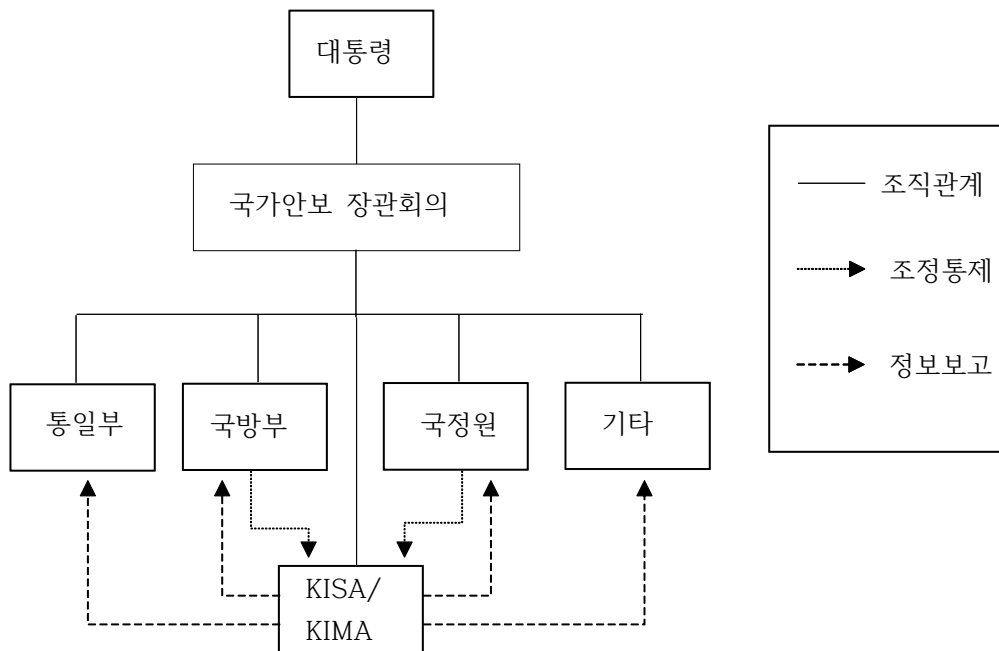 대통령
국가안보 장관회의
조직관계
조정통제
정보보고
통일부
국방부
국정원
기타
KISA/
KIMA